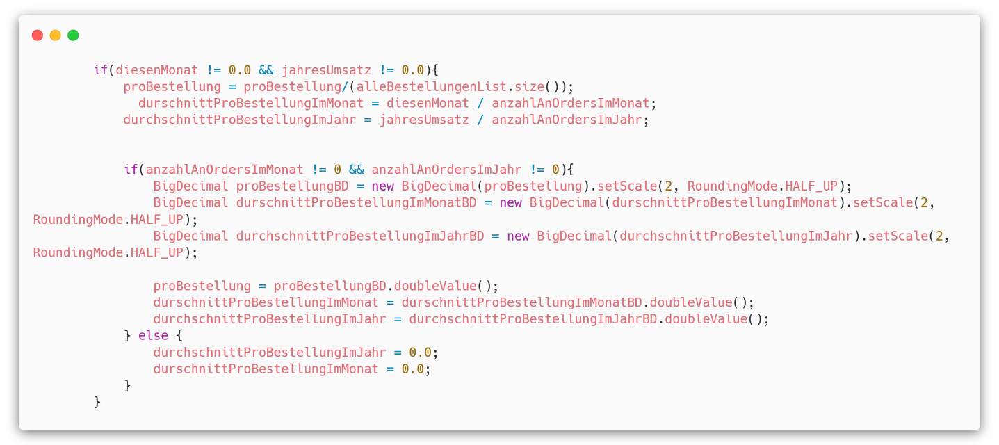 if(diesenMonat != 0.0 && jahresUmsatz != 0.0){
proBestellung = proBestellung/(alleBestellungenList.size());
durschnittProBestellungImMonat = diesenMonat / anzahlAnOrdersImMonat;
durchschnittProBestellungImJahr = jahresUmsatz / anzahlAnOrdersImJahr;
if(anzahlAnOrdersImMonat != 0 && anzahlAnOrdersImJahr != 0){
BigDecimal proBestellungBD = new BigDecimal(proBestellung).setScale(2, RoundingMode.HALF_UP);
BigDecimal durschnittProBestellungImMonatBD = new BigDecimal(durschnittProBestellungImMonat).setScale(2,
RoundingMode.HALF_UP);
BigDecimal durchschnittProBestellungImJahrBD = new BigDecimal(durchschnittProBestellungImJahr).setScale(2,
RoundingMode.HALF_UP);
proBestellung = proBestellungBD.doubleValue();
durschnittProBestellungImMonat = durschnittProBestellungImMonatBD.doubleValue();
durchschnittProBestellungImJahr = durchschnittProBestellungImJahrBD.doubleValue();
} else {
durchschnittProBestellungImJahr = 0.0;
durschnittProBestellungImMonat = 0.0;
}
}